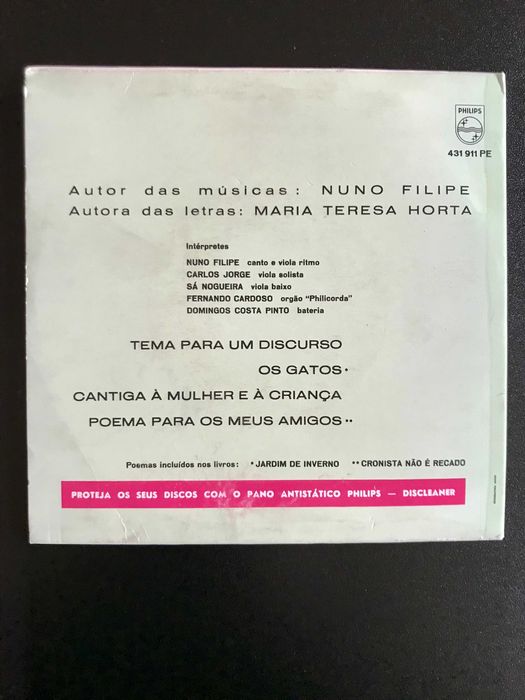 PHILIPS
431 911 PE
Autor das músicas: NUNO FILIPE
Autora das letras: MARIA TERESA HORTA
Intérpretes
NUNO FILIPE canto e viola ritmo
CARLOS JORGE viola solista
SÁ NOGUEIRA viola baixo
FERNANDO CARDOSO orgão "Philicorda"
DOMINGOS COSTA PINTO bateria
TEMA PARA UM DISCURSO
OS GATOS•
CANTIGA À MULHER E À CRIANÇA
POEMA PARA OS MEUS AMIGOS••
Poemas incluídos nos livros: •JARDIM DE INVERNO ••CRONISTA NÃO É RECADO
PROTEJA OS SEUS DISCOS COM O PANO ANTISTÁTICO PHILIPS — DISCLEANER